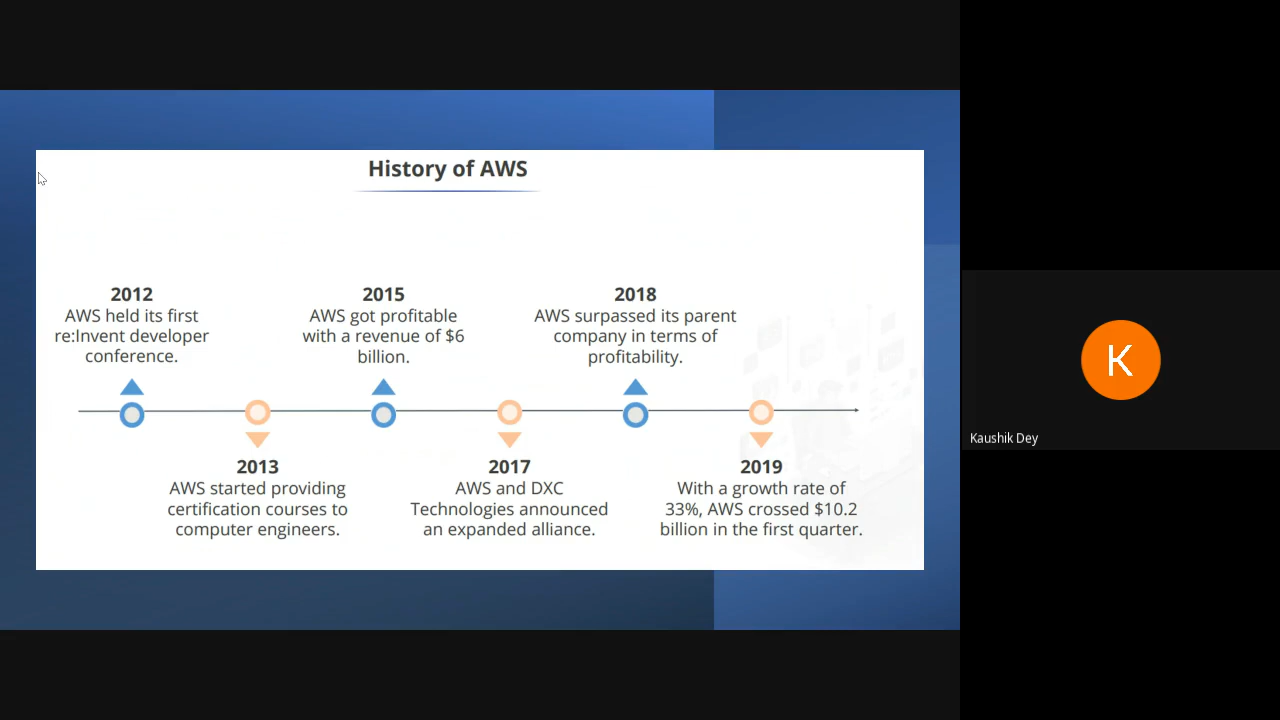 History of AWS
2012
AWS held its first
re:Invent developer
conference.
2015
AWS got profitable
with a revenue of $6
billion.
2018
AWS surpassed its parent
company in terms of
profitability.
2013
AWS started providing
certification courses to
computer engineers.
2017
AWS and DXC
Technologies announced
an expanded alliance.
2019
With a growth rate of
33%, AWS crossed $10.2
billion in the first quarter.
K
Kaushik Dey